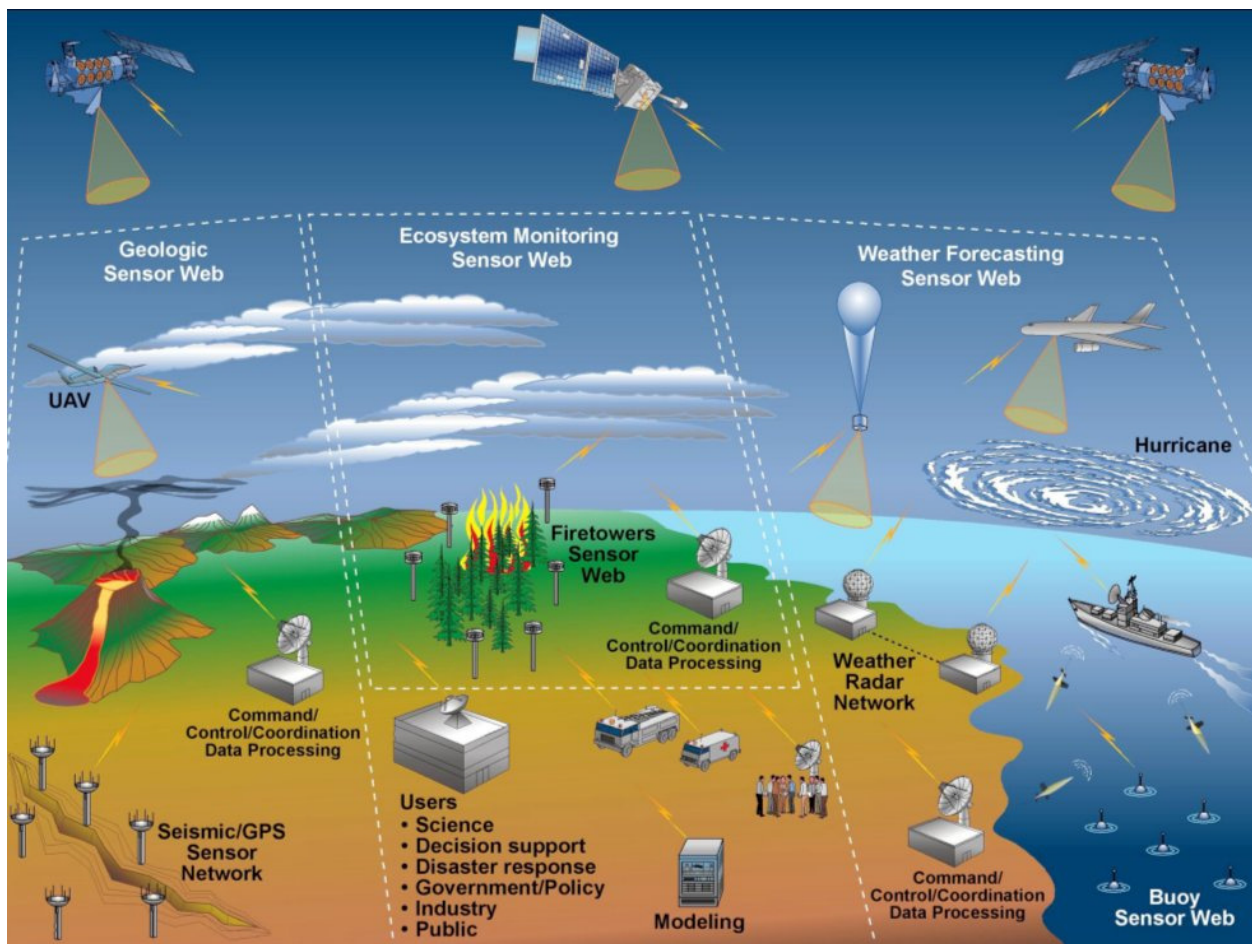 Geologic
Sensor Web
Ecosystem Monitoring
Sensor Web
Weather Forecasting
Sensor Web
UAV
Hurricane
Firetowers
Sensor
Web
Command/
Control/Coordination
Data Processing
Weather
Radar
Network
Command/
Control/Coordination
Data Processing
Seismic/GPS
Sensor
Network
Users
• Science
• Decision support
• Disaster response
• Government/Policy
• Industry
• Public
Modeling
Command/
Control/Coordination
Data Processing
Buoy
Sensor Web